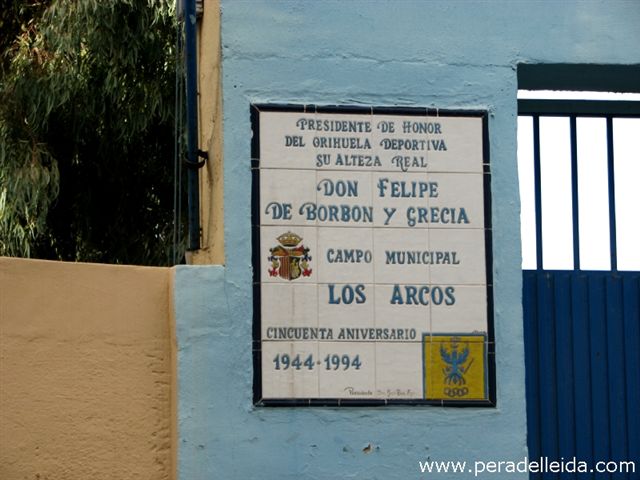 PRESIDENTE DE HONOR
DEL ORIHUELA DEPORTIVA
SU ALTEZA REAL
DON FELIPE
DE BORBON Y GRECIA
CAMPO MUNICIPAL
LOS ARCOS
CINCUENTA ANIVERSARIO
1944-1994
Presidente
www.peradelleida.com